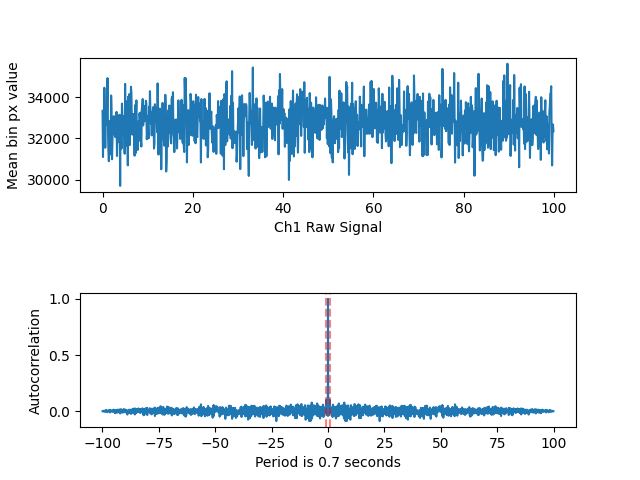 Mean bin px value
34000
32000
30000
0 20 40 60 80 100
Ch1 Raw Signal
Autocorrelation
1.0
0.5
0.0
−100 −75 −50 −25 0 25 50 75 100
Period is 0.7 seconds